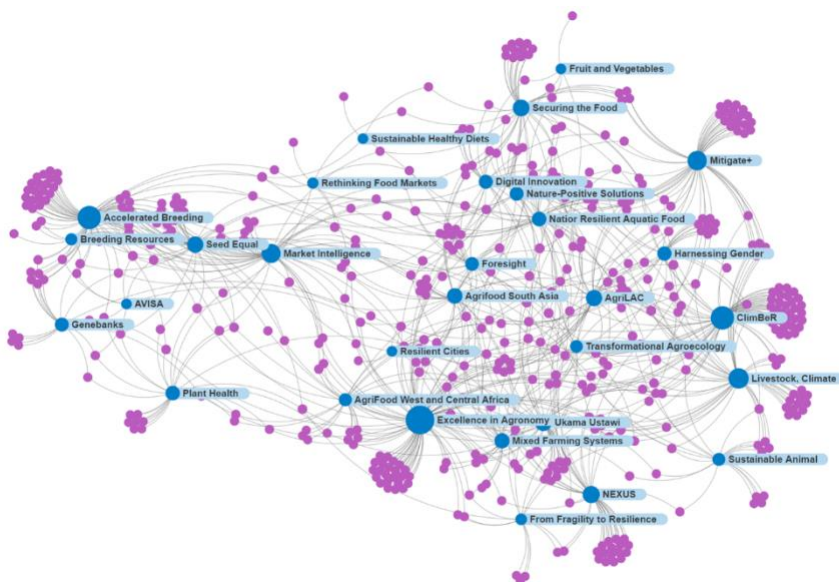 Fruit and Vegetables
Securing the Food
Sustainable Healthy Diets
Mitigate+
Rethinking Food Markets
Digital Innovation
Nature-Positive Solutions
Accelerated Breeding
Natior Resilient Aquatic Food
Breeding Resources
Seed Equal
Market Intelligence
Harnessing Gender
Foresight
Agrifood South Asia
AgriLAC
AVISA
ClimBeR
Genebanks
Resilient Cities
Transformational Agroecology
Livestock, Climate
Plant Health
AgriFood West and Central Africa
Excellence in Agronomy
Ukama Ustawi
Mixed Farming Systems
Sustainable Animal
NEXUS
From Fragility to Resilience